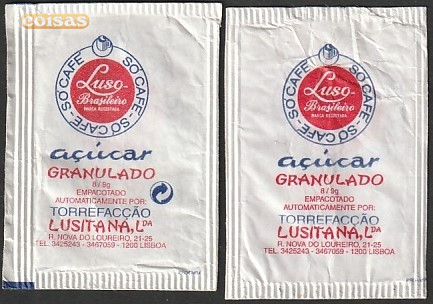 coisas
SÓ CAFÉ - SÓ CAFÉ - SÓ CAFÉ
Luso-
Brasileiro
MARCA REGISTADA
açúcar
GRANULADO
8 / 9g
EMPACOTADO
AUTOMATICAMENTE POR:
TORREFACÇÃO
LUSITANA, LDA
R. NOVA DO LOUREIRO, 21-25
TEL. 3425243 - 3467059 - 1200 LISBOA
SÓ CAFÉ - SÓ CAFÉ - SÓ CAFÉ
Luso-
Brasileiro
MARCA REGISTADA
açúcar
GRANULADO
8 / 9g
EMPACOTADO
AUTOMATICAMENTE POR:
TORREFACÇÃO
LUSITANA, LDA
R. NOVA DO LOUREIRO, 21-25
TEL. 3425243 - 3467059 - 1200 LISBOA